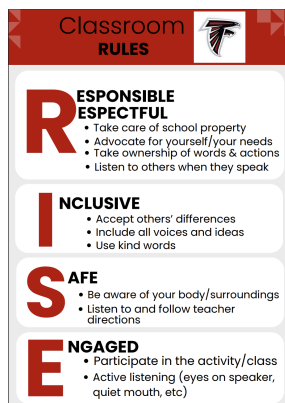 Classroom
RULES
RESPONSIBLE
RESPECTFUL
• Take care of school property
• Advocate for yourself/your needs
• Take ownership of words & actions
• Listen to others when they speak
INCLUSIVE
• Accept others' differences
• Include all voices and ideas
• Use kind words
SAFE
• Be aware of your body/surroundings
• Listen to and follow teacher
directions
ENGAGED
• Participate in the activity/class
• Active listening (eyes on speaker,
quiet mouth, etc)